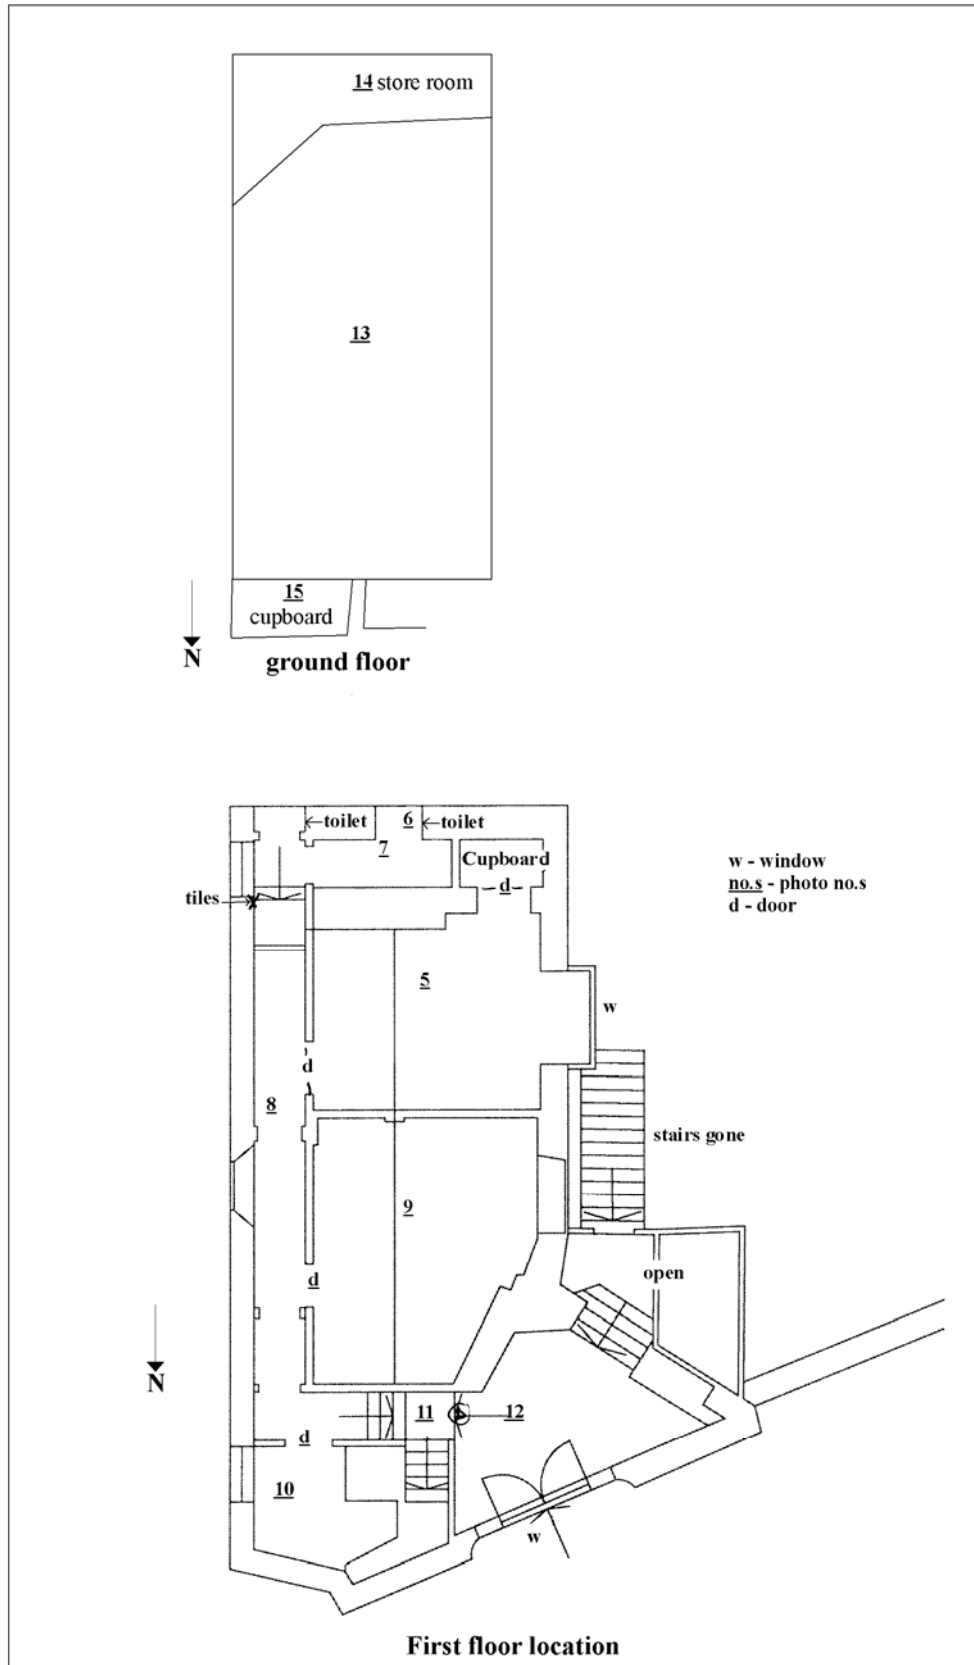 14 store room
13
15
cupboard
N
ground floor
toilet
6
toilet
7
Cupboard
d
w - window
no.s - photo no.s
d - door
tiles
5
w
d
8
stairs gone
9
open
d
N
11
12
d
10
w
First floor location